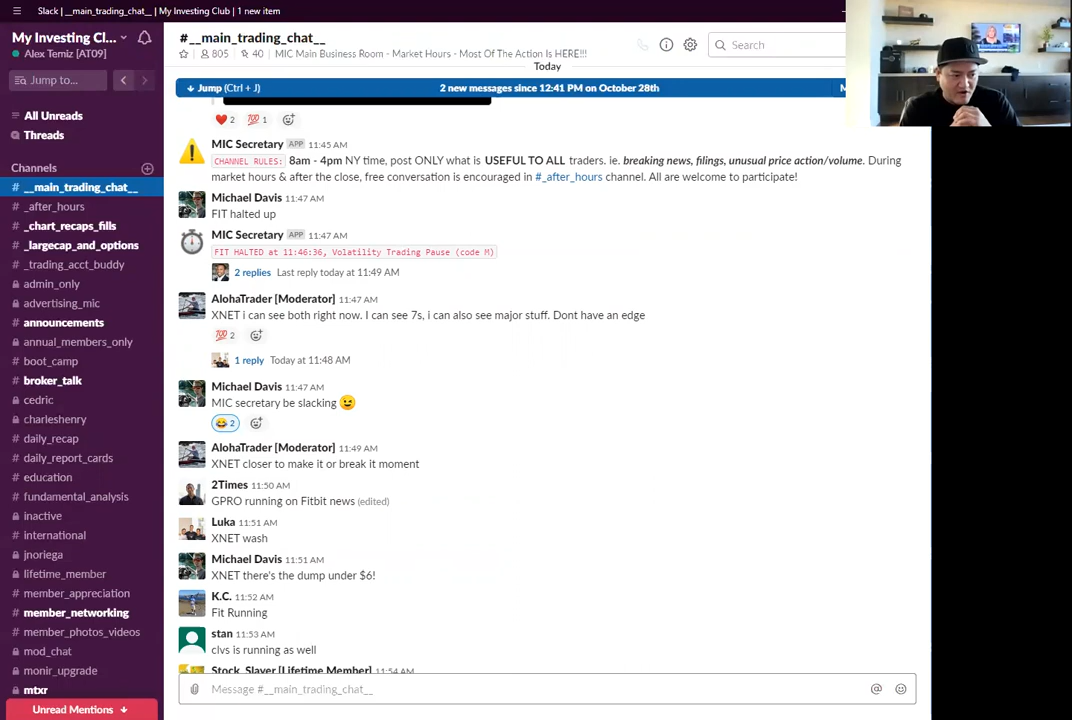 Slack | __main_trading_chat__ | My Investing Club | 1 new item
My Investing Cl...
Alex Temiz [AT09]
Jump to...
All Unreads
Threads
Channels
# __main_trading_chat__
# _after_hours
# _chart_recaps_fills
# _largecap_and_options
# _trading_acct_buddy
admin_only
advertising_mic
announcements
annual_members_only
# boot_camp
broker_talk
cedric
charleshenry
daily_recap
# daily_report_cards
# education
# fundamental_analysis
inactive
# international
jnoriega
lifetime_member
# member_appreciation
# member_networking
# member_photos_videos
mod_chat
monir_upgrade
mtxr
Unread Mentions
#__main_trading_chat__
805
40
MIC Main Business Room - Market Hours - Most Of The Action Is HERE!!!
Search
Today
Jump (Ctrl + J)
2 new messages since 12:41 PM on October 28th
2
100 1
MIC Secretary APP 11:45 AM
CHANNEL RULES: 8am - 4pm NY time, post ONLY what is USEFUL TO ALL traders. ie. breaking news, filings, unusual price action/volume. During
market hours & after the close, free conversation is encouraged in #_after_hours channel. All are welcome to participate!
Michael Davis 11:47 AM
FIT halted up
MIC Secretary APP 11:47 AM
FIT HALTED at 11:46:36, Volatility Trading Pause (code M)
2 replies Last reply today at 11:49 AM
AlohaTrader [Moderator] 11:47 AM
XNET i can see both right now. I can see 7s, i can also see major stuff. Dont have an edge
100 2
1 reply Today at 11:48 AM
Michael Davis 11:47 AM
MIC secretary be slacking
2
AlohaTrader [Moderator] 11:49 AM
XNET closer to make it or break it moment
2Times 11:50 AM
GPRO running on Fitbit news (edited)
Luka 11:51 AM
XNET wash
Michael Davis 11:51 AM
XNET there's the dump under $6!
K.C. 11:52 AM
Fit Running
stan 11:53 AM
clvs is running as well
Stock_Slayer [Lifetime Member] 11:54 AM
Message #__main_trading_chat__